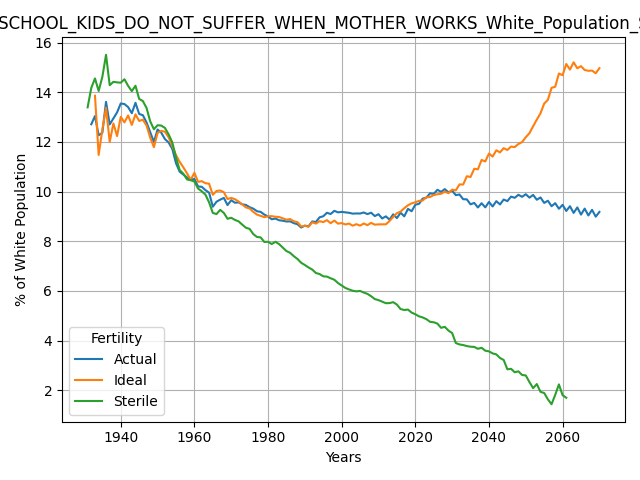 SCHOOL_KIDS_DO_NOT_SUFFER_WHEN_MOTHER_WORKS_White_Population_
% of White Population
16
14
12
10
8
6
4
2
Fertility
Actual
Ideal
Sterile
1940 1960 1980 2000 2020 2040 2060
Years